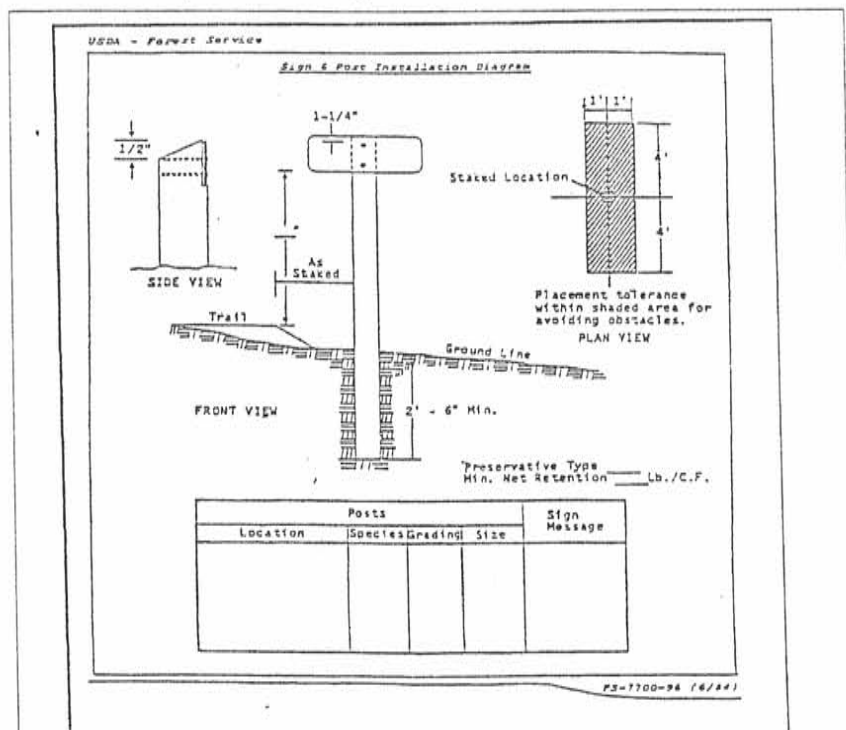 USDA - Forest Service
Sign & Post Installation Diagram
1-1/4"
1' 1'
1/2"
4'
Staked Location
"
As
Staked
4'
SIDE VIEW
Placement tolerance
within shaded area for
avoiding obstacles.
PLAN VIEW
Trail
Ground Line
FRONT VIEW
2' - 6" Min.
Preservative Type
Min. Net Retention Lb./C.F.
Posts
Sign
Message
Location Species Grading Size
FS-7700-96 (6/84)